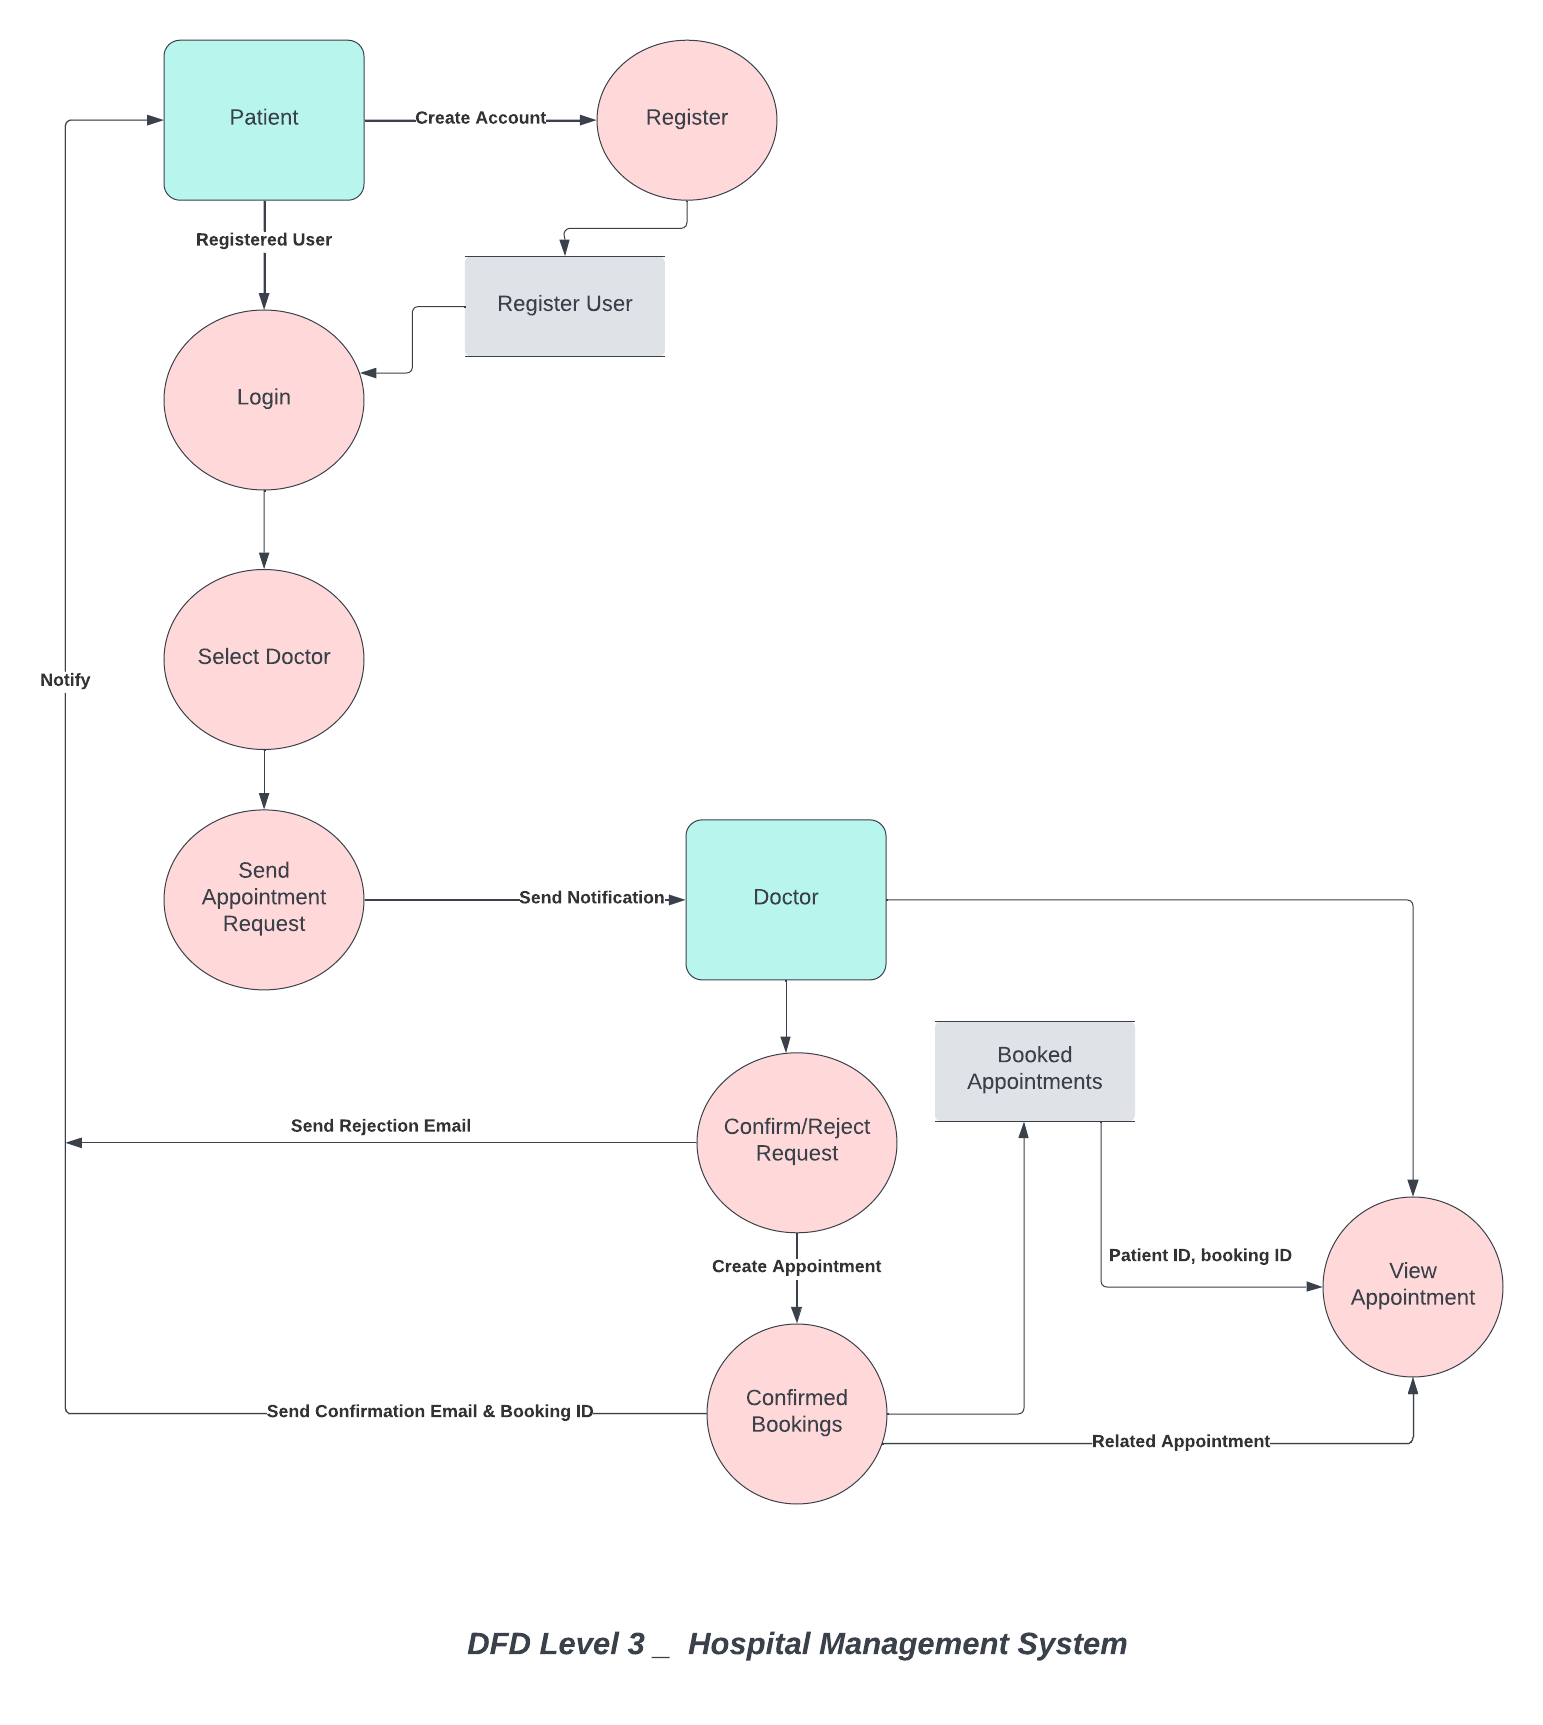 Patient
Create Account
Register
Registered User
Register User
Login
Select Doctor
Notify
Send
Appointment
Request
Send Notification
Doctor
Booked
Appointments
Send Rejection Email
Confirm/Reject
Request
Create Appointment
Patient ID, booking ID
View
Appointment
Confirmed
Bookings
Send Confirmation Email & Booking ID
Related Appointment
DFD Level 3 _ Hospital Management System